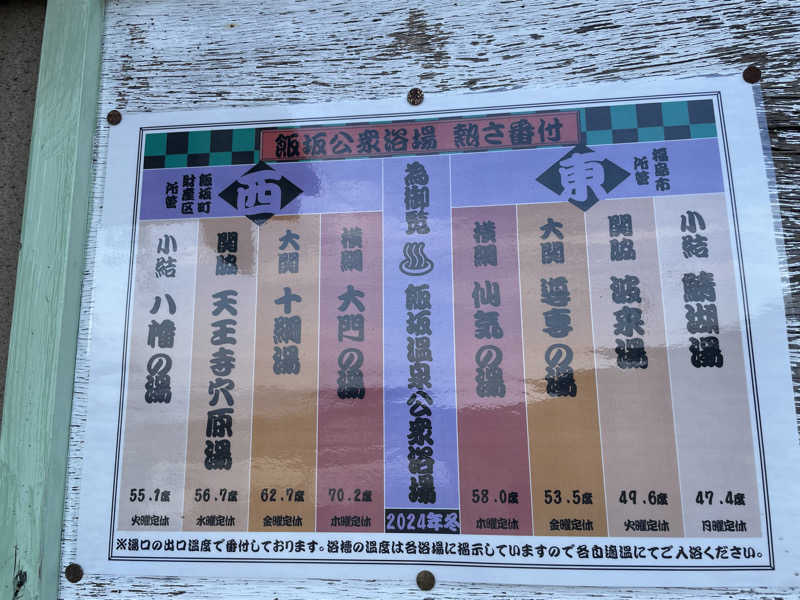 飯坂公衆浴場 熱さ番付
東
福島市
所管
西
飯坂町
財産区
所管
為御覧 ♨ 飯坂温泉公衆浴場
2024年冬
小結 鯖湖湯
47.4度
月曜定休
関脇 波来湯
49.6度
火曜定休
大関 導専の湯
53.5度
金曜定休
横綱 仙気の湯
58.0度
木曜定休
横綱 大門の湯
70.2度
木曜定休
大関 十綱湯
62.7度
金曜定休
関脇 天王寺穴原湯
56.7度
水曜定休
小結 八幡の湯
55.1度
火曜定休
※湯口の出口温度で番付しております。浴槽の温度は各浴場に掲示していますので各自適温にてご入浴ください。